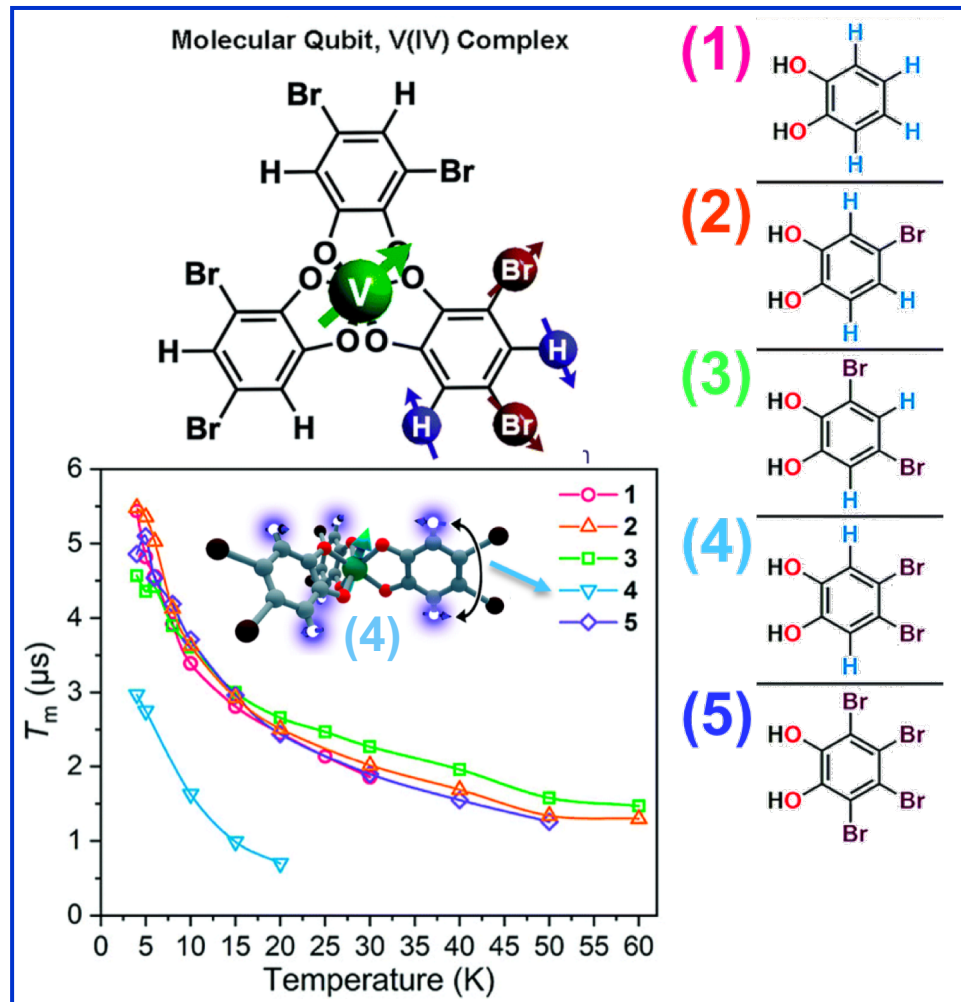 Molecular Qubit, V(IV) Complex
Br H
H Br
O O
Br O V O Br
O O O
H H
Br H H Br
(1)
H
HO H
HO H
H
(2)
H
HO Br
HO H
H
(3)
Br
HO H
HO Br
H
(4)
H
HO Br
HO Br
H
(5)
Br
HO Br
HO Br
Br
6
5
4
3
2
1
0
Tm (µs)
1
2
3
4
5
(4)
0 5 10 15 20 25 30 35 40 45 50 55 60
Temperature (K)